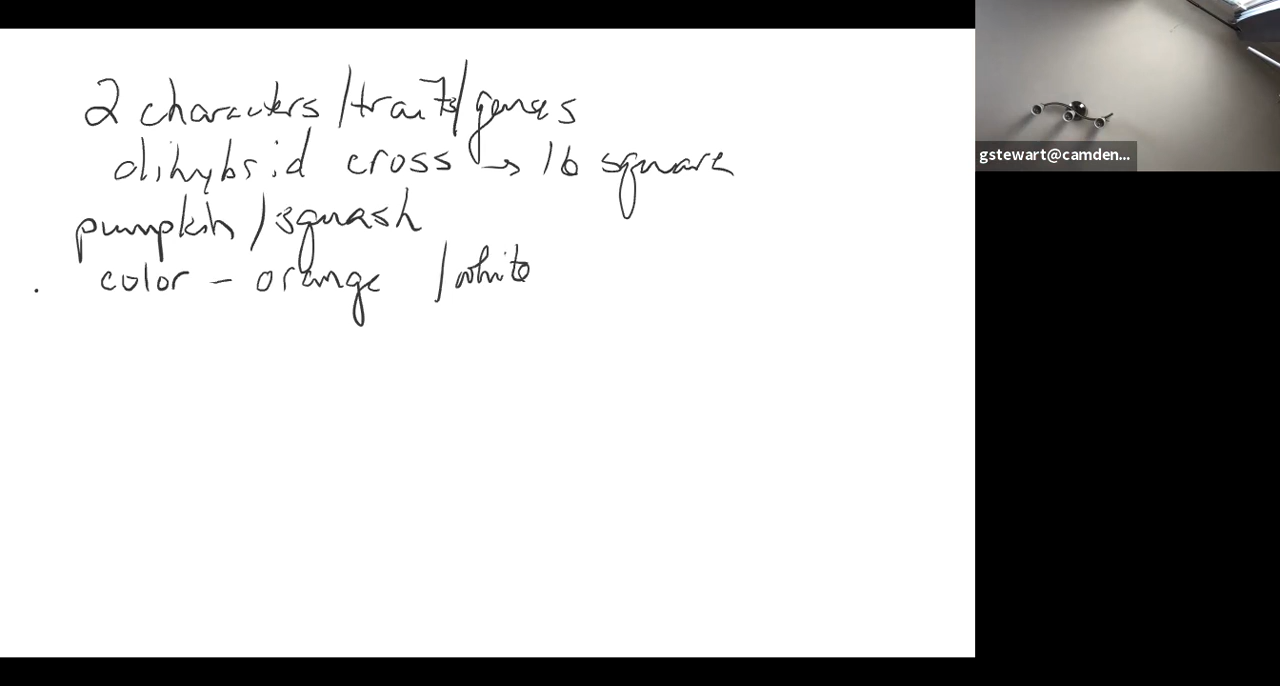 2 characters /traits/genes
dihybrid cross → 16 square
pumpkin /squash
color - orange /white
gstewart@camden...